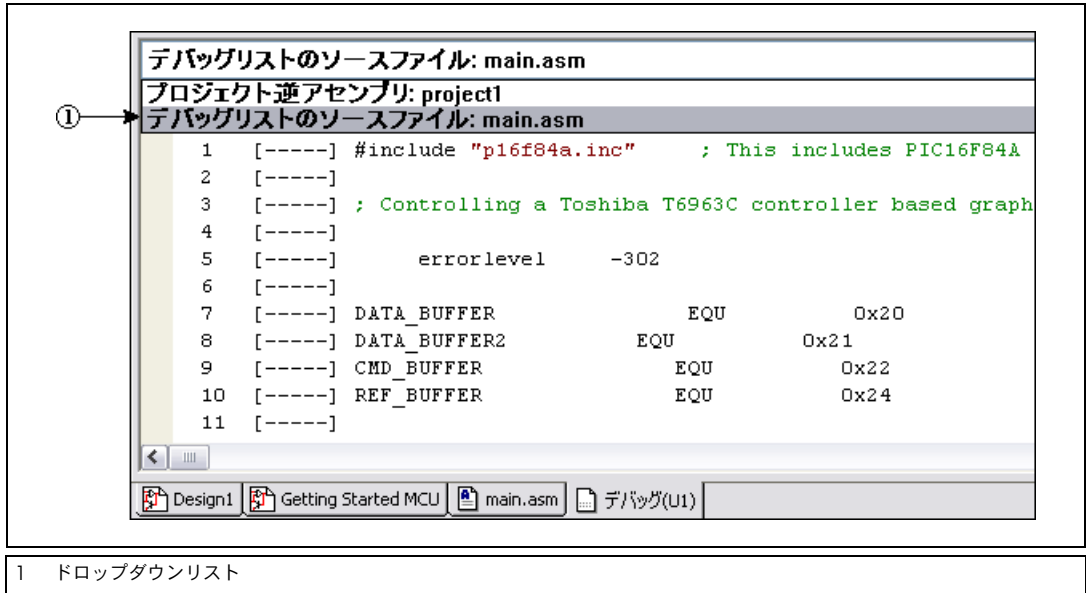 デバッグリストのソースファイル: main.asm
プロジェクト逆アセンブリ: project1
① デバッグリストのソースファイル: main.asm
1 [-----] #include "p16f84a.inc" ; This includes PIC16F84A
2 [-----]
3 [-----] ; Controlling a Toshiba T6963C controller based graph
4 [-----]
5 [-----] errorlevel -302
6 [-----]
7 [-----] DATA_BUFFER EQU 0x20
8 [-----] DATA_BUFFER2 EQU 0x21
9 [-----] CMD_BUFFER EQU 0x22
10 [-----] REF_BUFFER EQU 0x24
11 [-----]
Design1 Getting Started MCU main.asm デバッグ(U1)
1 ドロップダウンリスト